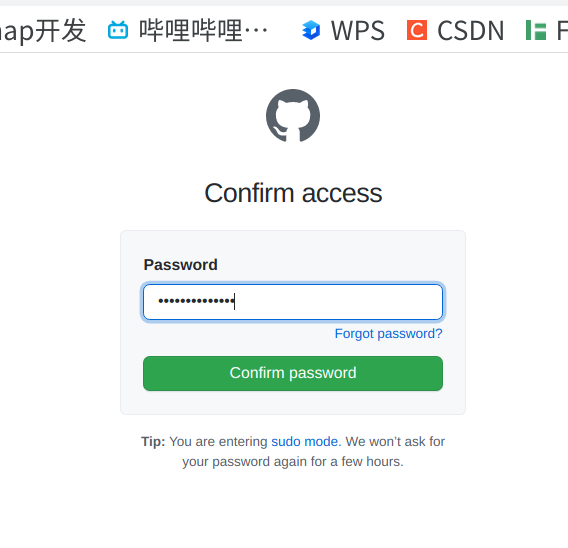 ap开发 哔哩哔哩… WPS CSDN F
Confirm access
Password
••••••••••••••
Forgot password?
Confirm password
Tip: You are entering sudo mode. We won’t ask for
your password again for a few hours.